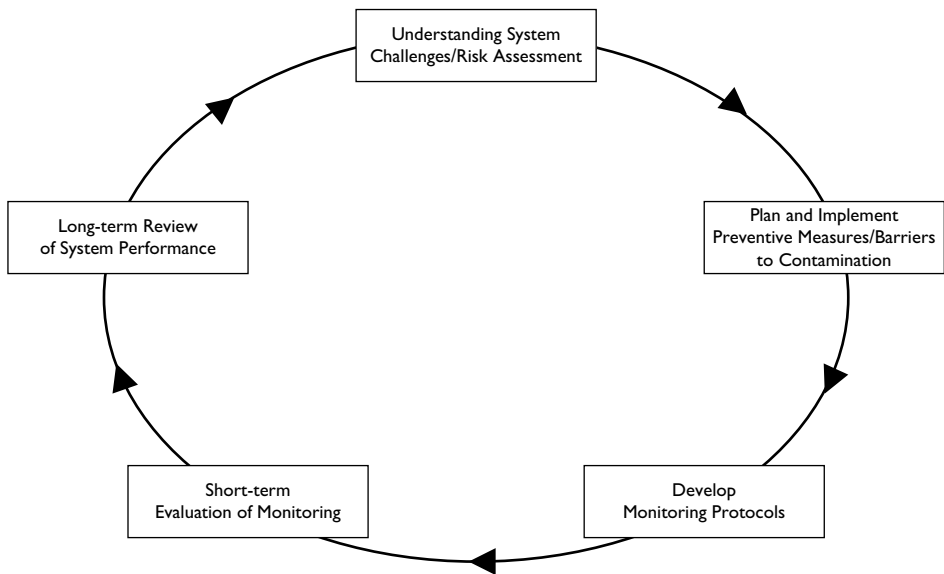 Understanding System
Challenges/Risk Assessment
Plan and Implement
Preventive Measures/Barriers
to Contamination
Develop
Monitoring Protocols
Short-term
Evaluation of Monitoring
Long-term Review
of System Performance